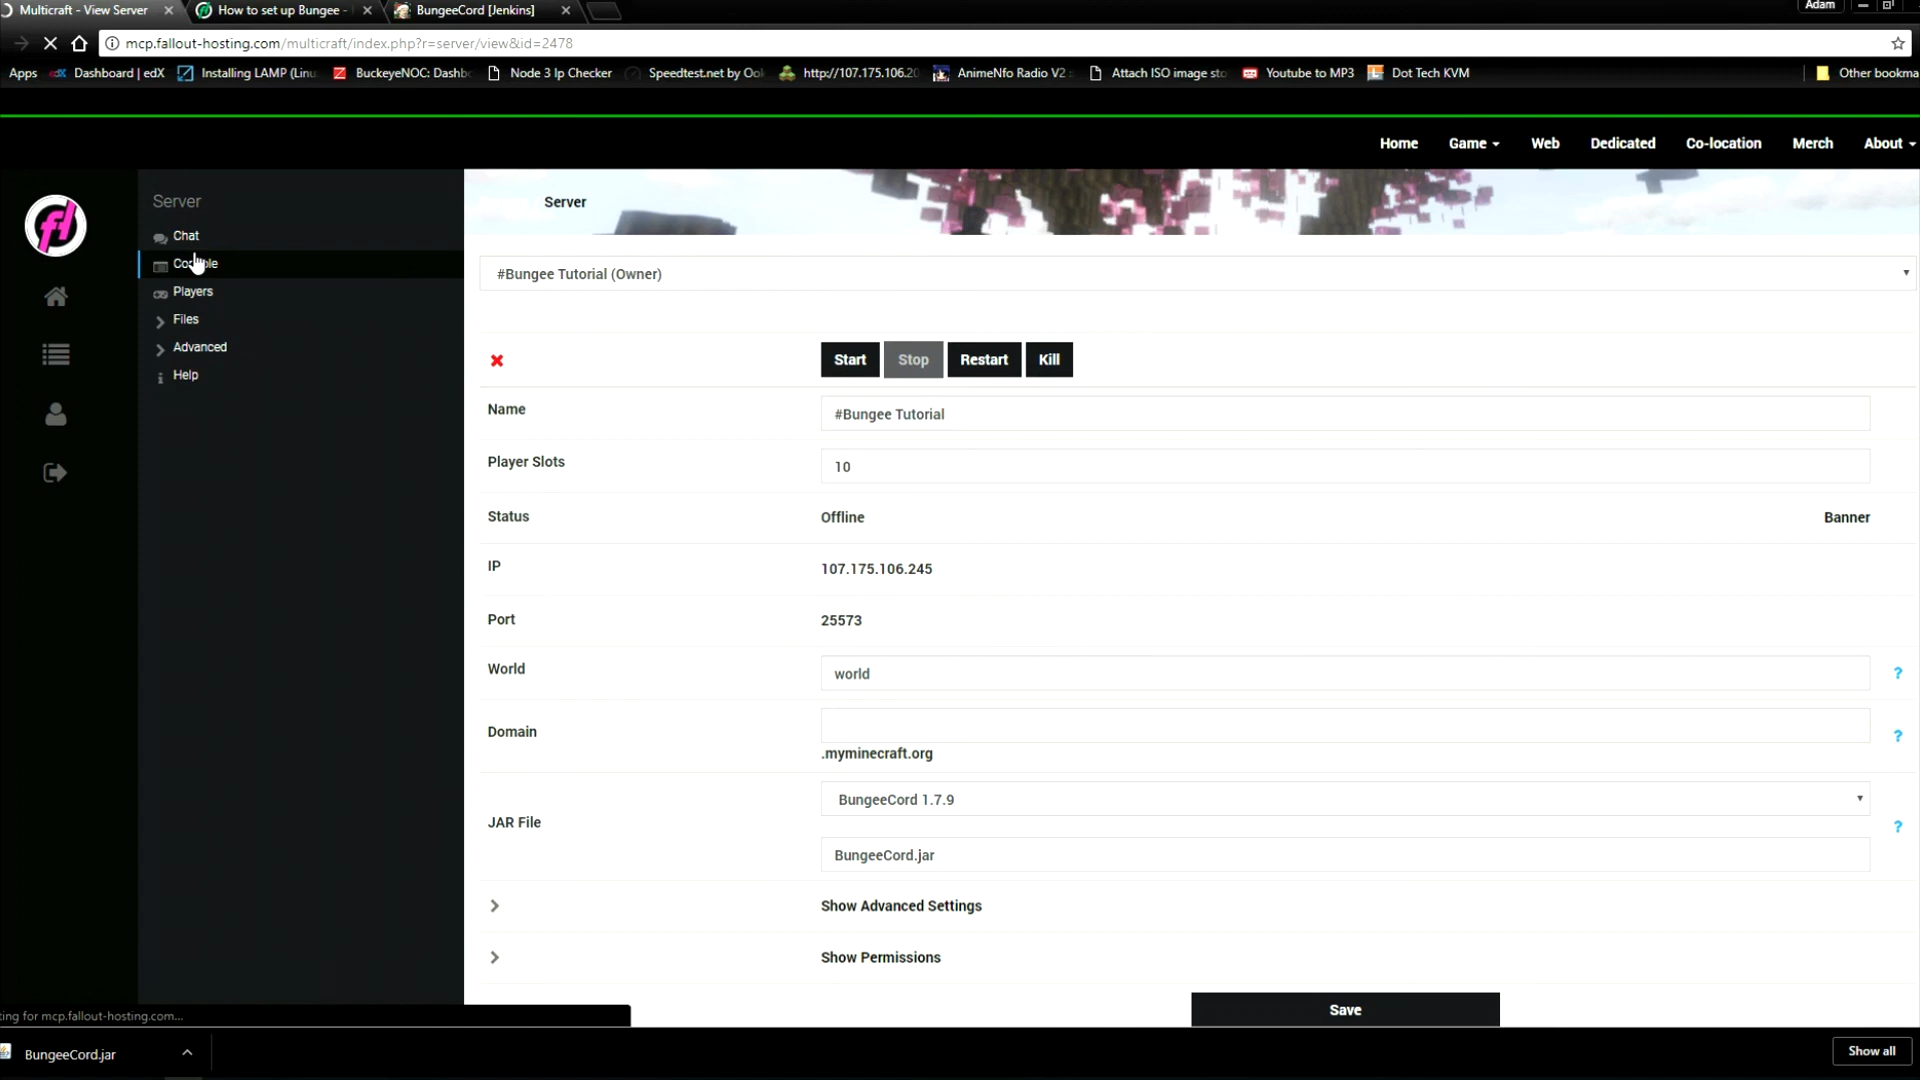 Multicraft - View Server
How to set up Bungee -
BungeeCord [Jenkins]
Adam
mcp.fallout-hosting.com/multicraft/index.php?r=server/view&id=2478
Apps
Dashboard | edX
Installing LAMP (Linu
BuckeyeNOC: Dashb
Node 3 Ip Checker
Speedtest.net by Ook
http://107.175.106.20
AnimeNfo Radio V2
Attach ISO image sto
Youtube to MP3
Dot Tech KVM
Other bookma
Home
Game
Web
Dedicated
Co-location
Merch
About
Server
Chat
Players
Files
Advanced
Help
Server
#Bungee Tutorial (Owner)
Start
Stop
Restart
Kill
Name
#Bungee Tutorial
Player Slots
10
Status
Offline
Banner
IP
107.175.106.245
Port
25573
World
world
?
Domain
.myminecraft.org
?
JAR File
BungeeCord 1.7.9
BungeeCord.jar
?
Show Advanced Settings
Show Permissions
Save
ting for mcp.fallout-hosting.com...
BungeeCord.jar
Show all